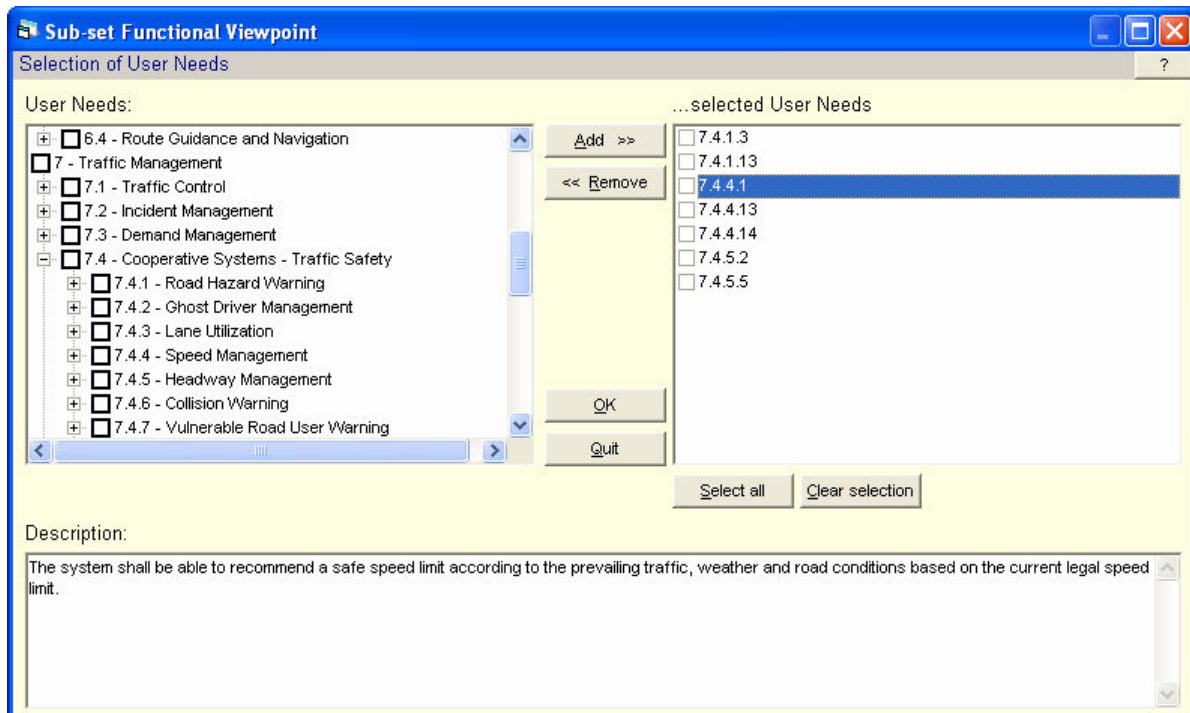 Sub-set Functional Viewpoint
Selection of User Needs
?
User Needs:
6.4 - Route Guidance and Navigation
7 - Traffic Management
7.1 - Traffic Control
7.2 - Incident Management
7.3 - Demand Management
7.4 - Cooperative Systems - Traffic Safety
7.4.1 - Road Hazard Warning
7.4.2 - Ghost Driver Management
7.4.3 - Lane Utilization
7.4.4 - Speed Management
7.4.5 - Headway Management
7.4.6 - Collision Warning
7.4.7 - Vulnerable Road User Warning
Add >>
<< Remove
OK
Quit
...selected User Needs
7.4.1.3
7.4.1.13
7.4.4.1
7.4.4.13
7.4.4.14
7.4.5.2
7.4.5.5
Select all
Clear selection
Description:
The system shall be able to recommend a safe speed limit according to the prevailing traffic, weather and road conditions based on the current legal speed
limit.